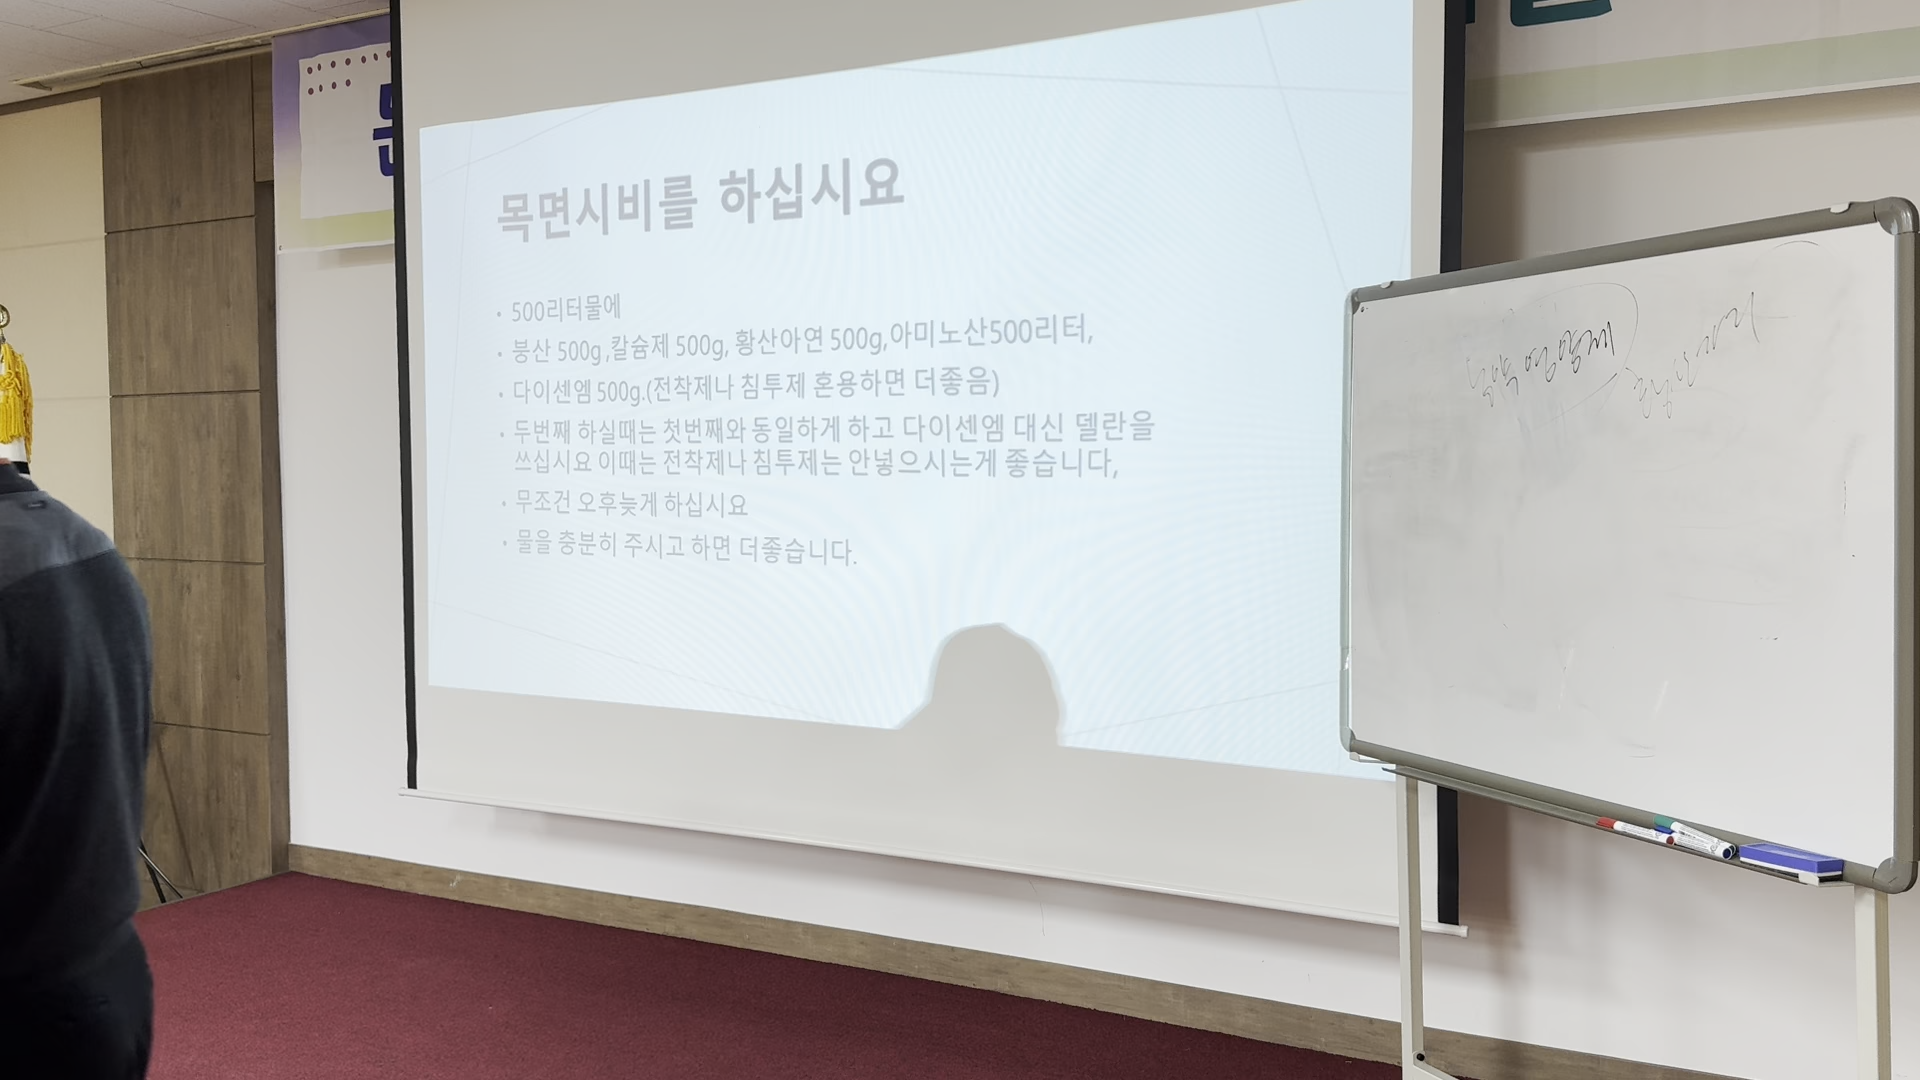 목면시비를 하십시요
• 500리터물에
• 붕산 500g ,칼슘제 500g, 황산아연 500g,아미노산500리터,
• 다이센엠 500g.(전착제나 침투제 혼용하면 더좋음)
• 두번째 하실때는 첫번째와 동일하게 하고 다이센엠 대신 델란을
쓰십시요 이때는 전착제나 침투제는 안넣으시는게 좋습니다,
• 무조건 오후늦게 하십시요
• 물을 충분히 주시고 하면 더좋습니다.